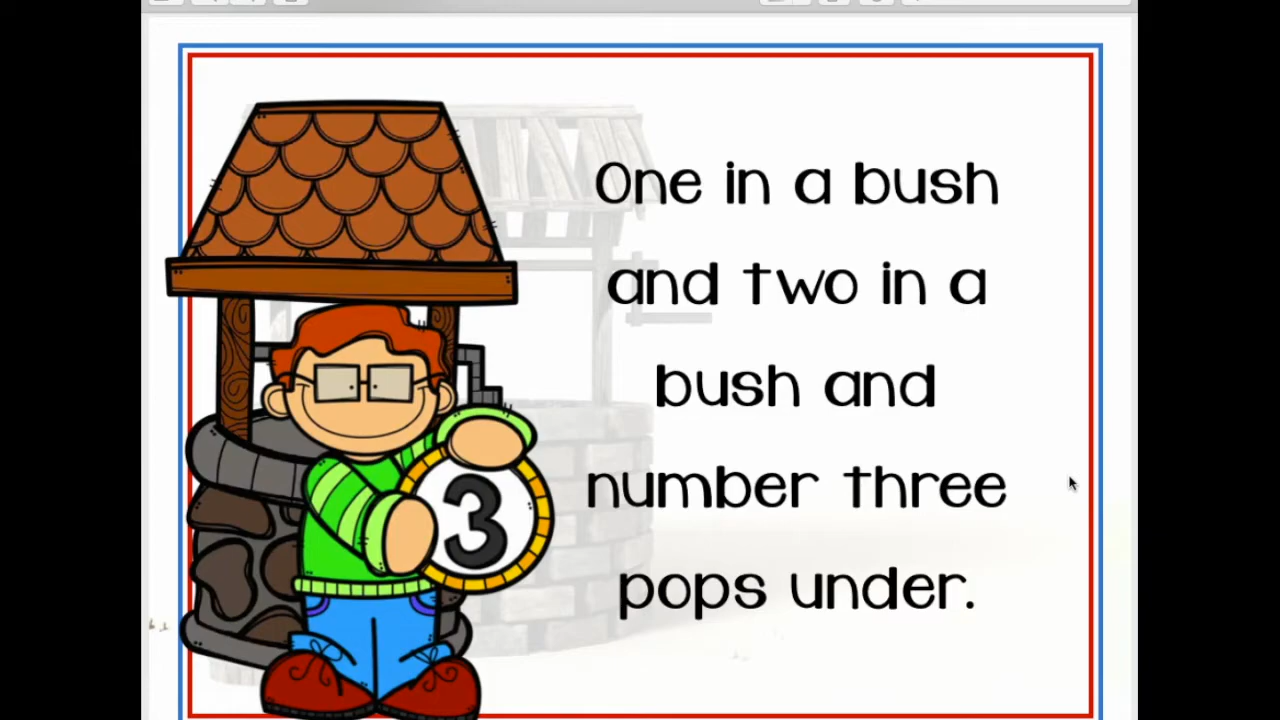 One in a bush
and two in a
bush and
number three
pops under.
3